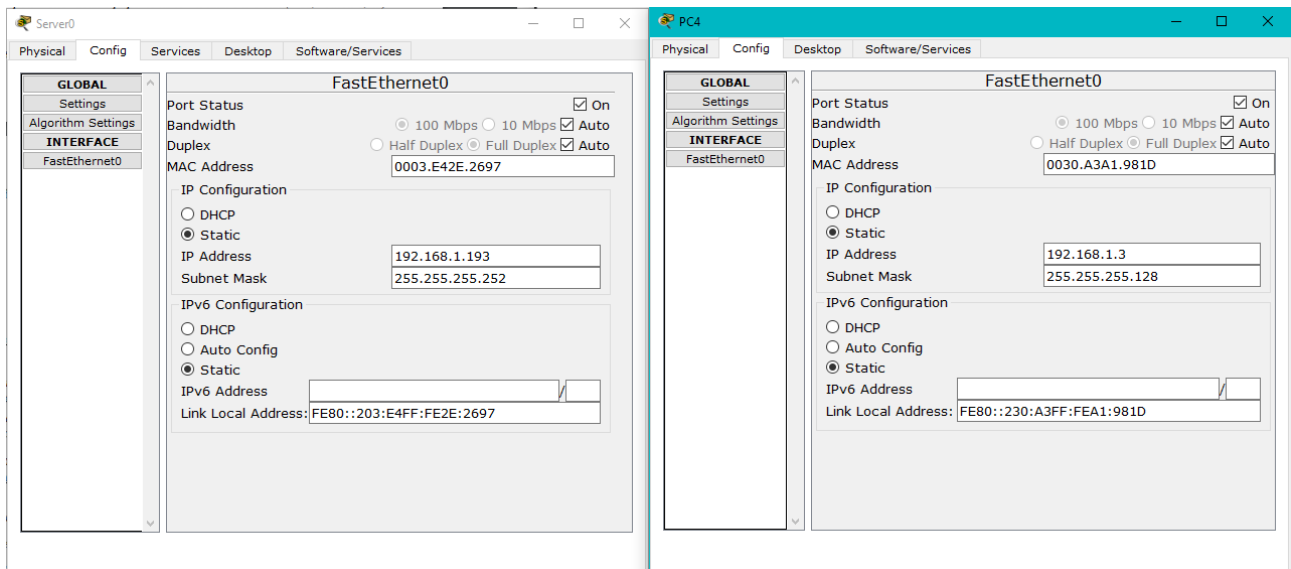 Server0
Physical Config Services Desktop Software/Services
GLOBAL
Settings
Algorithm Settings
INTERFACE
FastEthernet0
FastEthernet0
Port Status On
Bandwidth 100 Mbps 10 Mbps Auto
Duplex Half Duplex Full Duplex Auto
MAC Address 0003.E42E.2697
IP Configuration
DHCP
Static
IP Address 192.168.1.193
Subnet Mask 255.255.255.252
IPv6 Configuration
DHCP
Auto Config
Static
IPv6 Address /
Link Local Address: FE80::203:E4FF:FE2E:2697
PC4
Physical Config Desktop Software/Services
GLOBAL
Settings
Algorithm Settings
INTERFACE
FastEthernet0
FastEthernet0
Port Status On
Bandwidth 100 Mbps 10 Mbps Auto
Duplex Half Duplex Full Duplex Auto
MAC Address 0030.A3A1.981D
IP Configuration
DHCP
Static
IP Address 192.168.1.3
Subnet Mask 255.255.255.128
IPv6 Configuration
DHCP
Auto Config
Static
IPv6 Address /
Link Local Address: FE80::230:A3FF:FEA1:981D